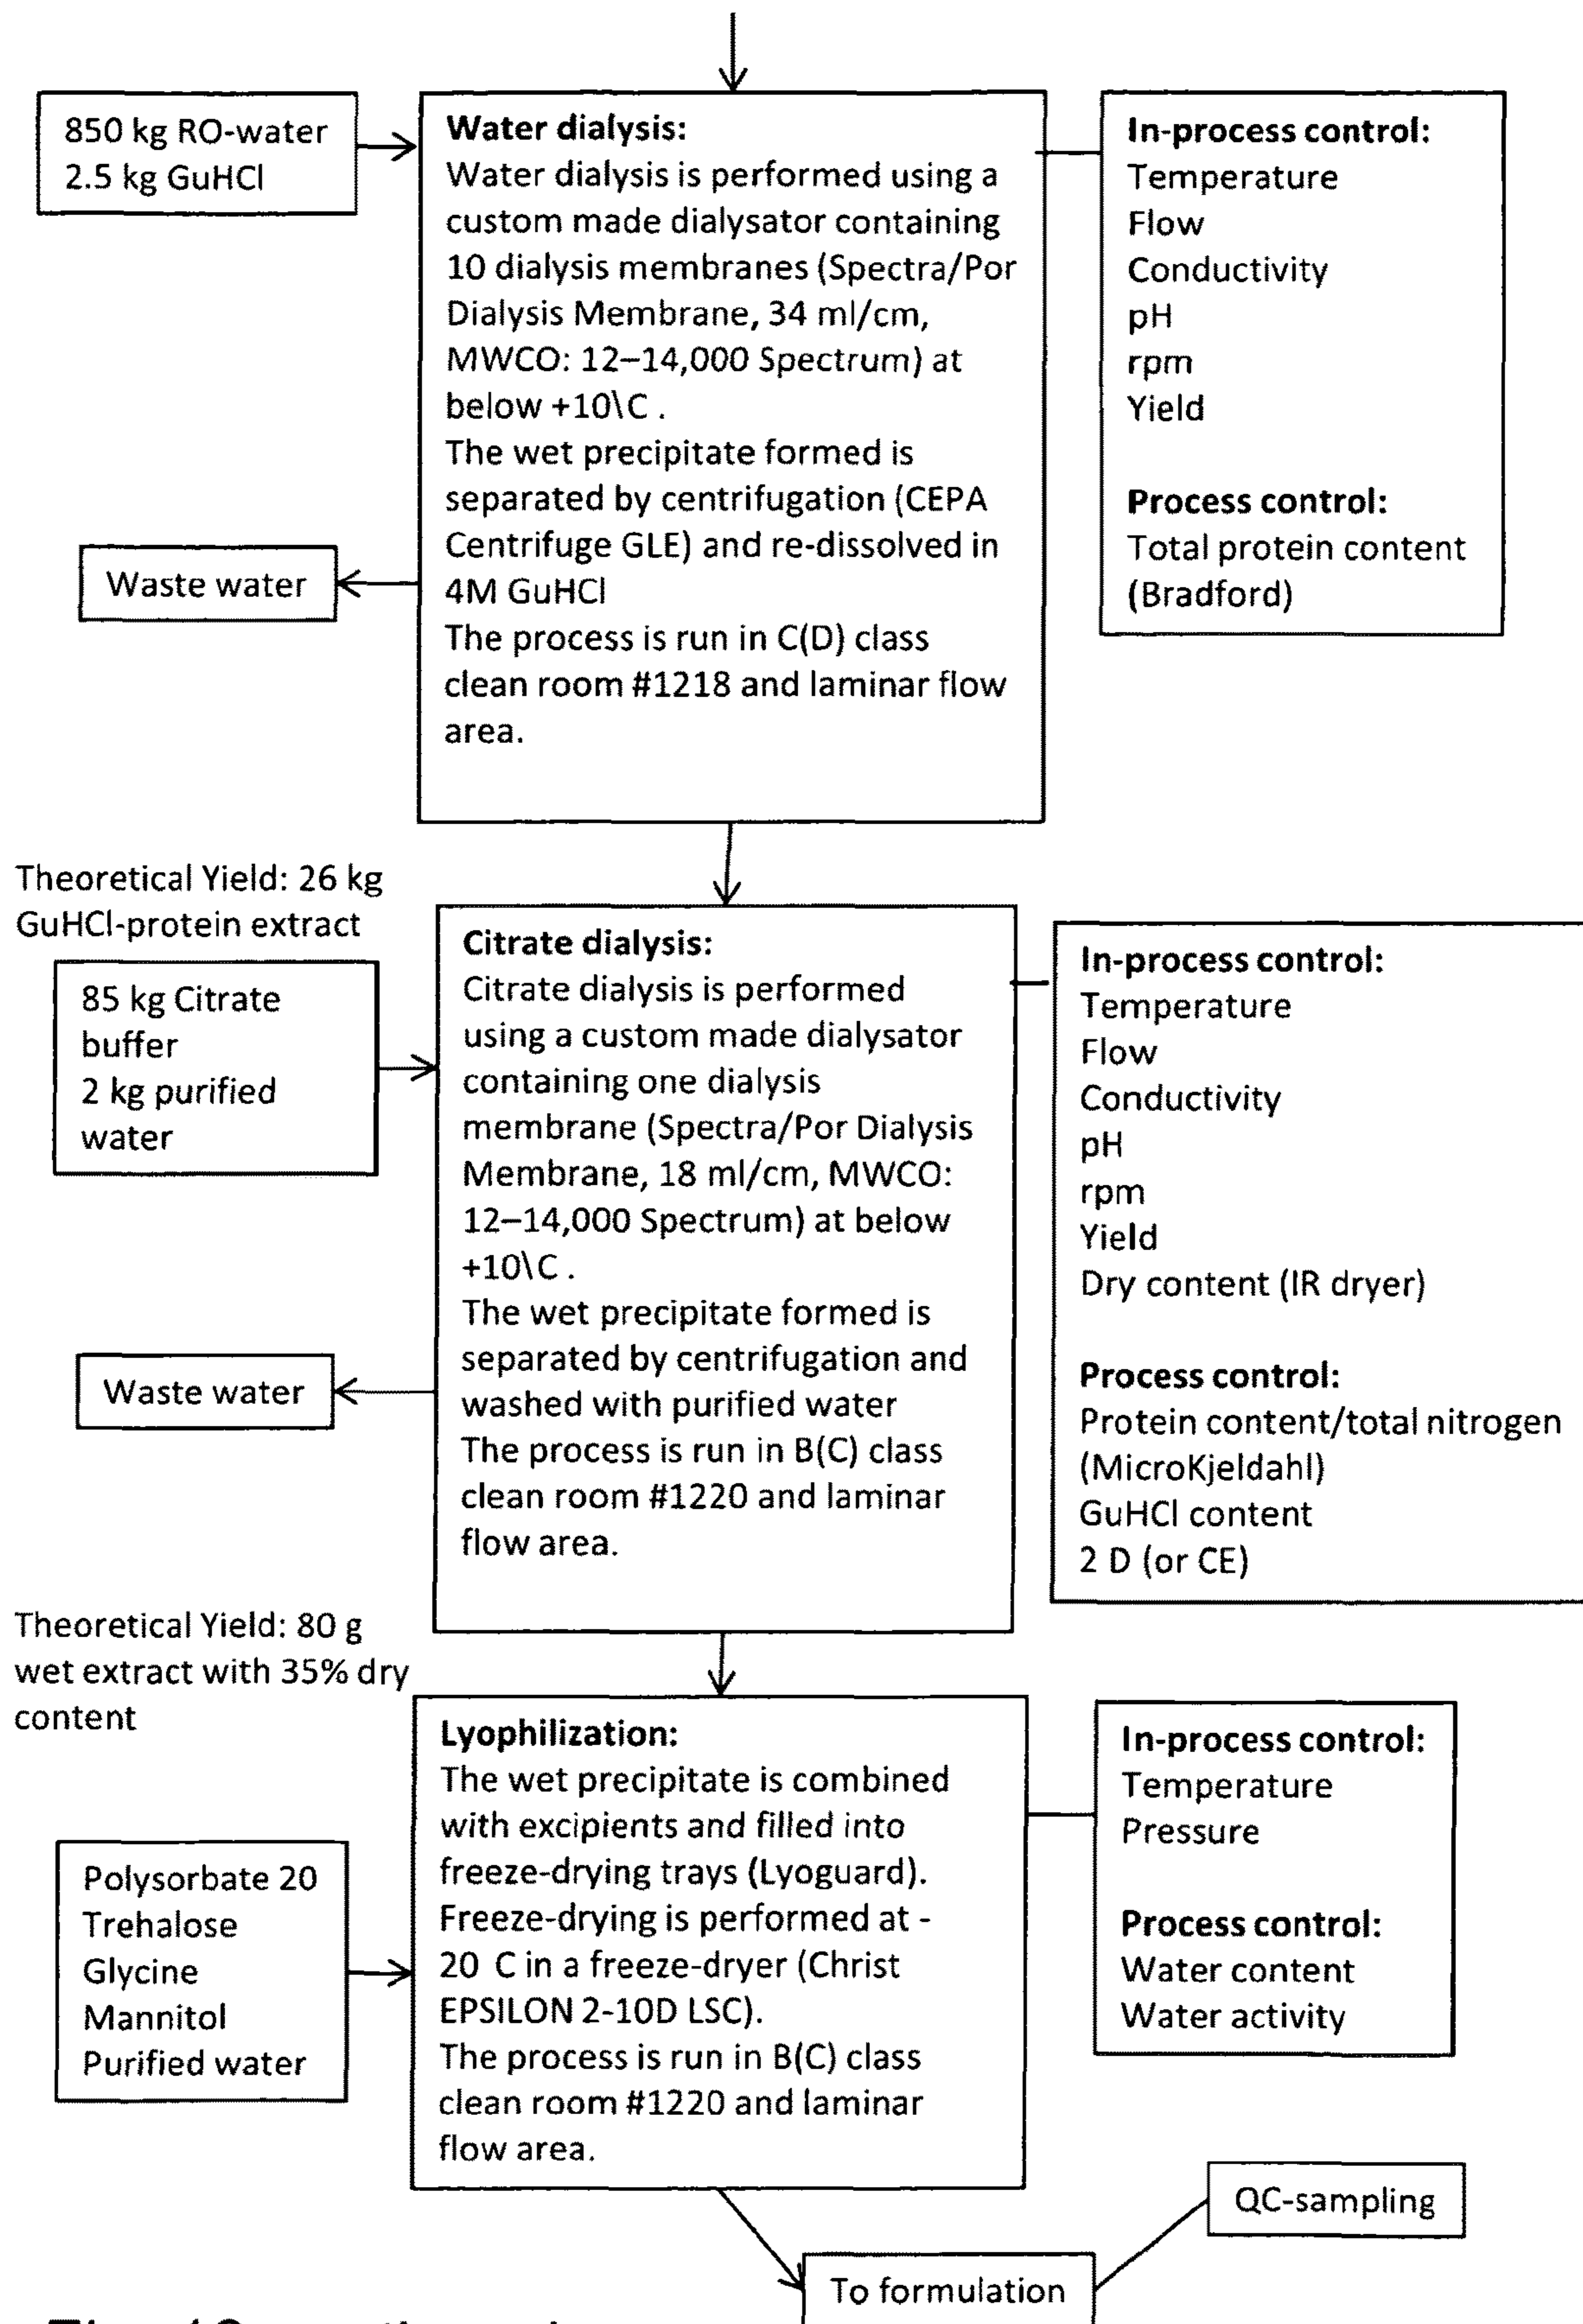 850 kg RO-water
2.5 kg GuHCl
Water dialysis:
Water dialysis is performed using a
custom made dialysator containing
10 dialysis membranes (Spectra/Por
Dialysis Membrane, 34 ml/cm,
MWCO: 12–14,000 Spectrum) at
below +10\C .
The wet precipitate formed is
separated by centrifugation (CEPA
Centrifuge GLE) and re-dissolved in
4M GuHCl
The process is run in C(D) class
clean room #1218 and laminar flow
area.
In-process control:
Temperature
Flow
Conductivity
pH
rpm
Yield
Process control:
Total protein content
(Bradford)
Waste water
Theoretical Yield: 26 kg
GuHCl-protein extract
85 kg Citrate
buffer
2 kg purified
water
Citrate dialysis:
Citrate dialysis is performed
using a custom made dialysator
containing one dialysis
membrane (Spectra/Por Dialysis
Membrane, 18 ml/cm, MWCO:
12–14,000 Spectrum) at below
+10\C .
The wet precipitate formed is
separated by centrifugation and
washed with purified water
The process is run in B(C) class
clean room #1220 and laminar
flow area.
In-process control:
Temperature
Flow
Conductivity
pH
rpm
Yield
Dry content (IR dryer)
Process control:
Protein content/total nitrogen
(MicroKjeldahl)
GuHCl content
2 D (or CE)
Waste water
Theoretical Yield: 80 g
wet extract with 35% dry
content
Polysorbate 20
Trehalose
Glycine
Mannitol
Purified water
Lyophilization:
The wet precipitate is combined
with excipients and filled into
freeze-drying trays (Lyoguard).
Freeze-drying is performed at -
20 C in a freeze-dryer (Christ
EPSILON 2-10D LSC).
The process is run in B(C) class
clean room #1220 and laminar
flow area.
In-process control:
Temperature
Pressure
Process control:
Water content
Water activity
QC-sampling
To formulation